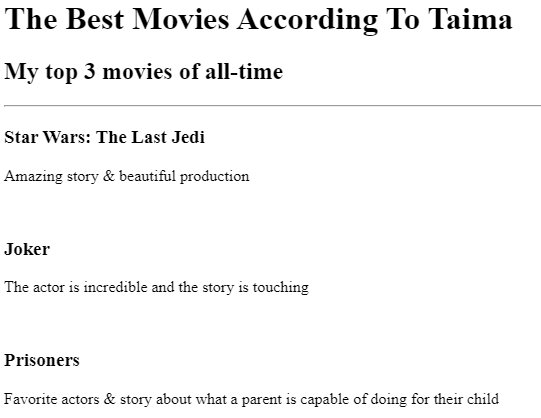 The Best Movies According To Taima
My top 3 movies of all-time
Star Wars: The Last Jedi
Amazing story & beautiful production
Joker
The actor is incredible and the story is touching
Prisoners
Favorite actors & story about what a parent is capable of doing for their child